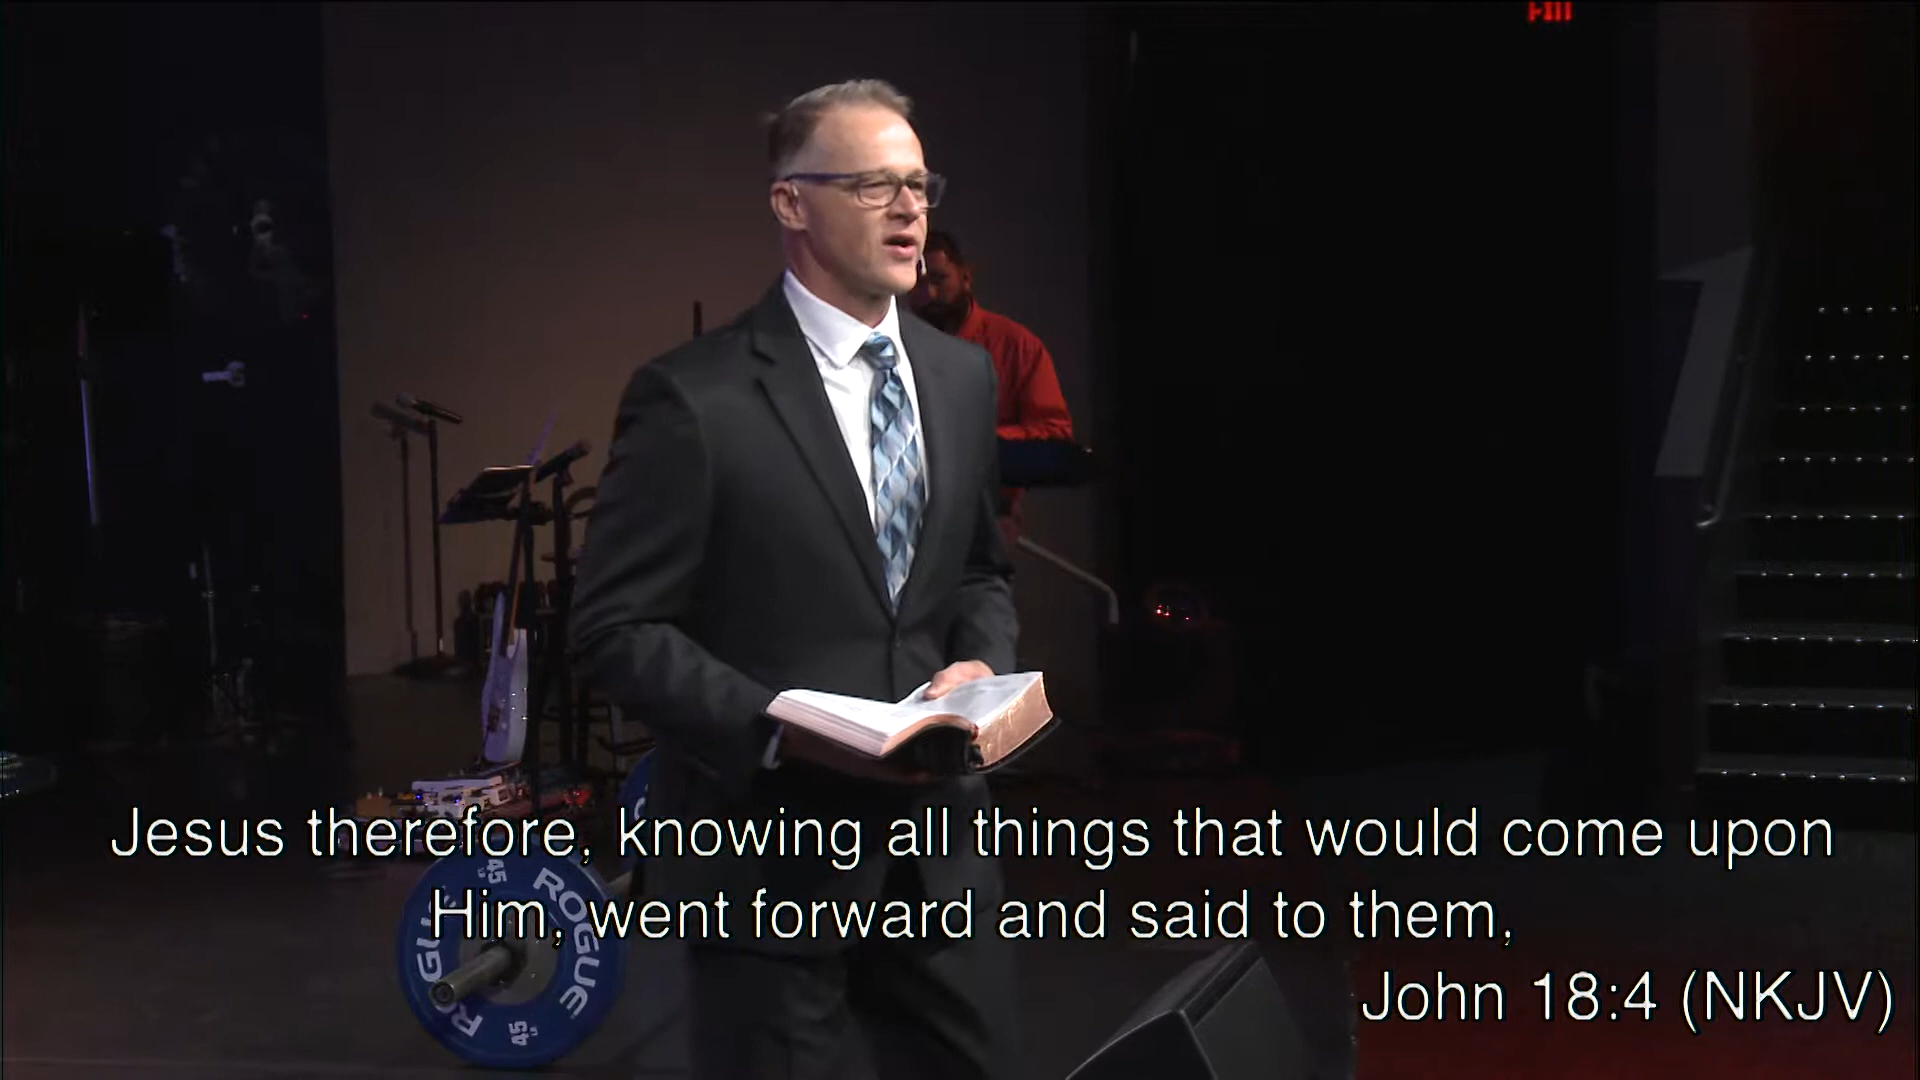 Jesus therefore, knowing all things that would come upon
Him, went forward and said to them,
John 18:4 (NKJV)
45
ROGUE
ROGUE
45